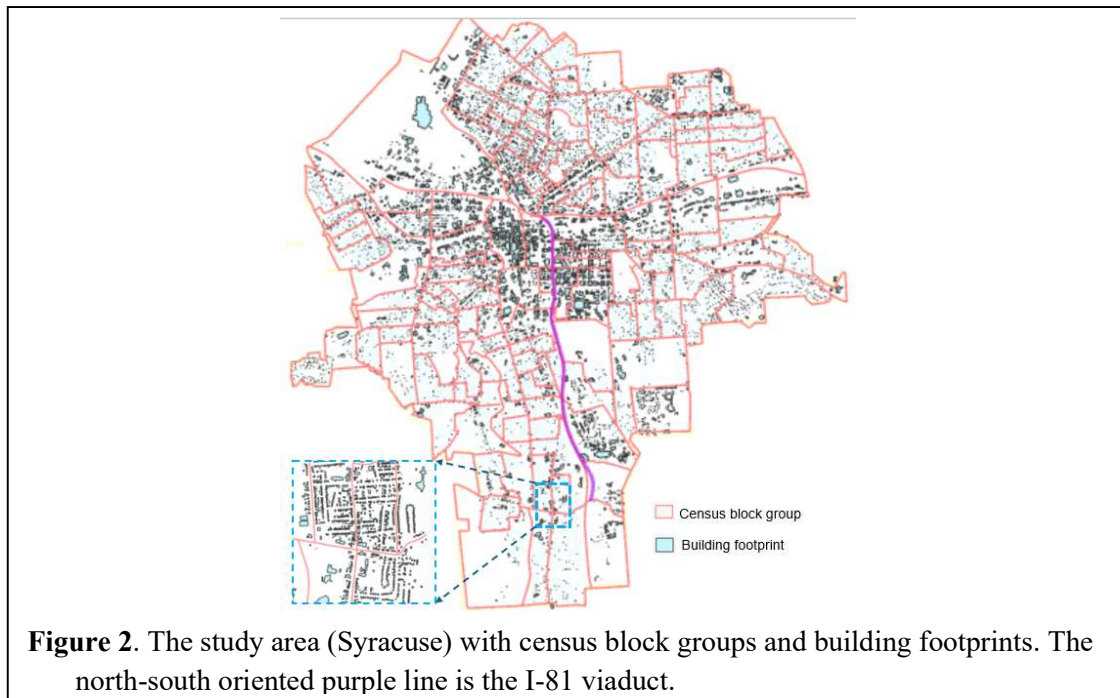 Census block group
Building footprint
Figure 2. The study area (Syracuse) with census block groups and building footprints. The
north-south oriented purple line is the I-81 viaduct.